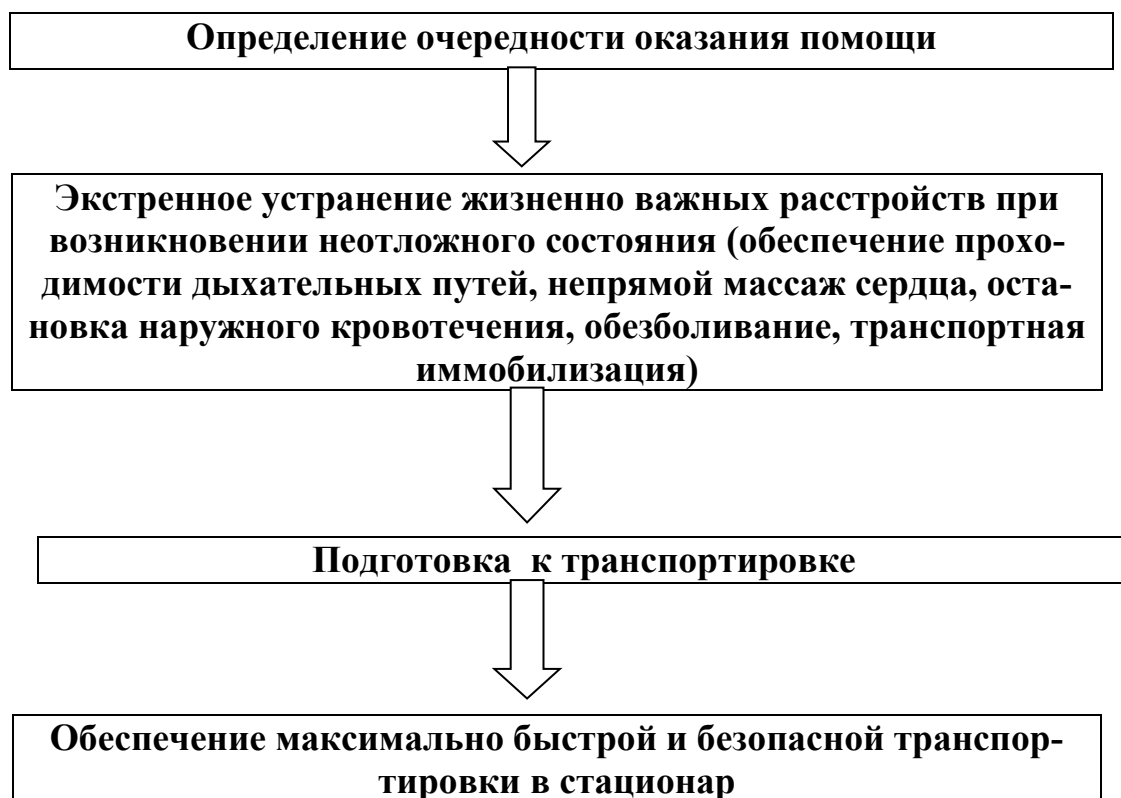 Определение очередности оказания помощи
Экстренное устранение жизненно важных расстройств при
возникновении неотложного состояния (обеспечение прохо-
димости дыхательных путей, непрямой массаж сердца, оста-
новка наружного кровотечения, обезболивание, транспортная
иммобилизация)
Подготовка к транспортировке
Обеспечение максимально быстрой и безопасной транспор-
тировки в стационар